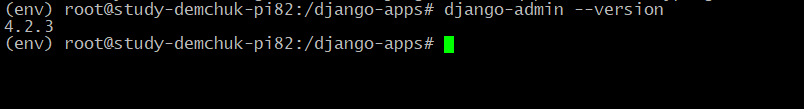 (env) root@study-demchuk-pi82:/django-apps# django-admin --version
4.2.3
(env) root@study-demchuk-pi82:/django-apps#